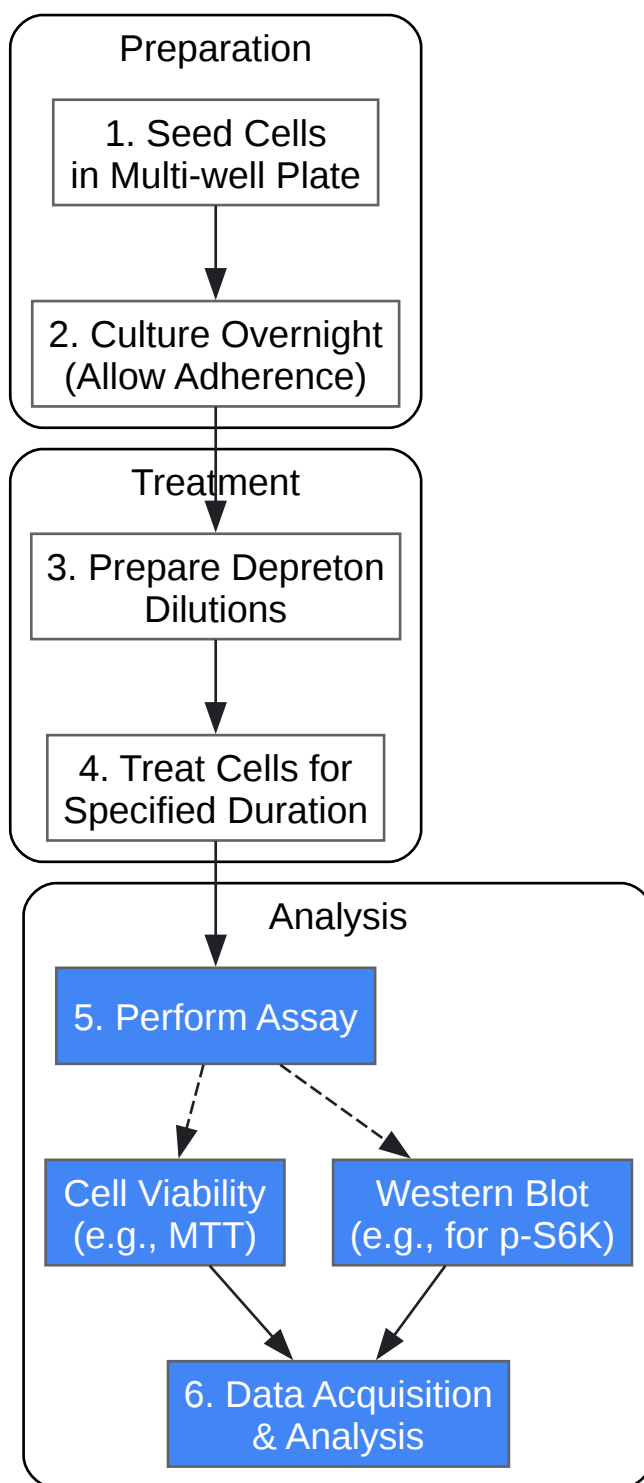 Preparation
1. Seed Cells
in Multi-well Plate
2. Culture Overnight
(Allow Adherence)
Treatment
3. Prepare Depreton
Dilutions
4. Treat Cells for
Specified Duration
Analysis
5. Perform Assay
Cell Viability
(e.g., MTT)
Western Blot
(e.g., for p-S6K)
6. Data Acquisition
& Analysis